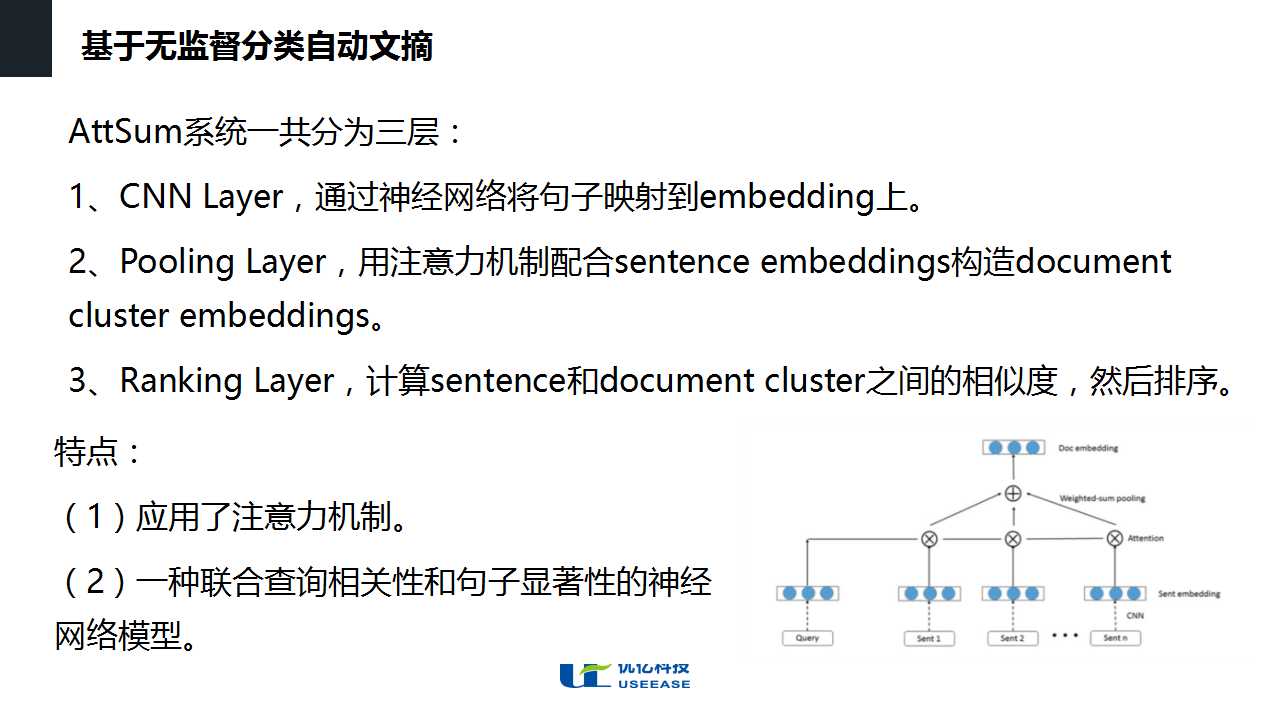 基于无监督分类自动文摘
AttSum系统一共分为三层：
1、CNN Layer，通过神经网络将句子映射到embedding上。
2、Pooling Layer，用注意力机制配合sentence embeddings构造document
cluster embeddings。
3、Ranking Layer，计算sentence和document cluster之间的相似度，然后排序。
特点：
（1）应用了注意力机制。
（2）一种联合查询相关性和句子显著性的神经
网络模型。
Doc embedding
Weighted-sum pooling
Attention
Sent embedding
CNN
Query
Sent 1
Sent 2
• • •
Sent n
优亿科技
USEEASE